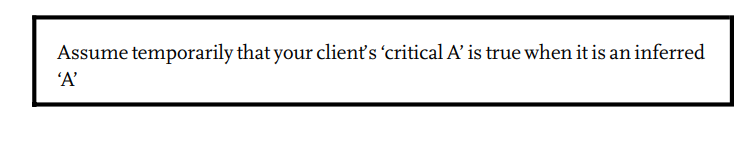 Assume temporarily that your client’s ‘critical A’ is true when it is an inferred
‘A’